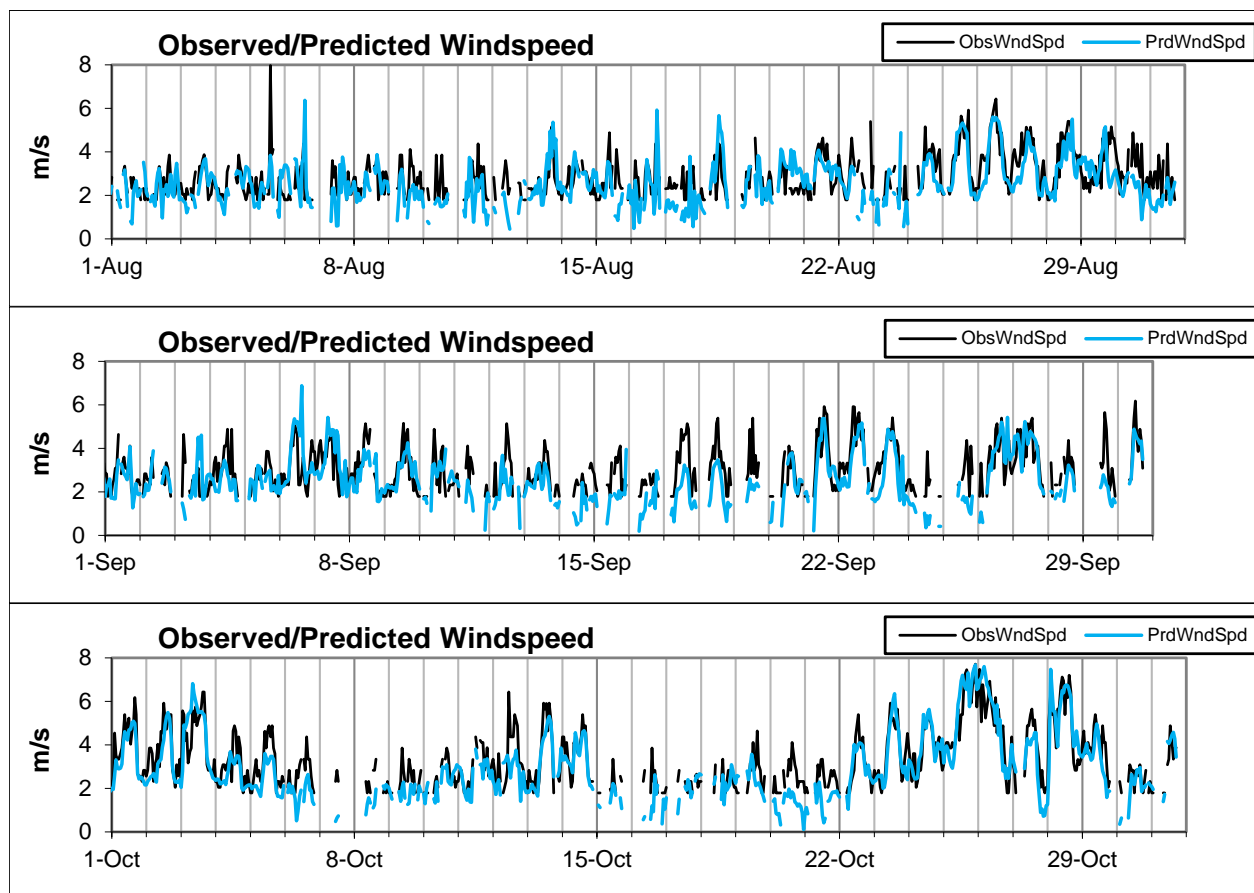 Observed/Predicted Windspeed
ObsWndSpd PrdWndSpd
8
6
4
2
0
m/s
1-Aug 8-Aug 15-Aug 22-Aug 29-Aug
Observed/Predicted Windspeed
ObsWndSpd PrdWndSpd
8
6
4
2
0
m/s
1-Sep 8-Sep 15-Sep 22-Sep 29-Sep
Observed/Predicted Windspeed
ObsWndSpd PrdWndSpd
8
6
4
2
0
m/s
1-Oct 8-Oct 15-Oct 22-Oct 29-Oct